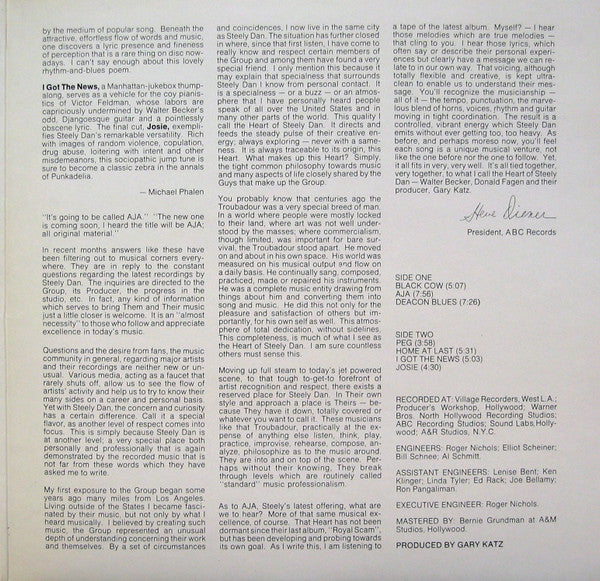 by the medium of popular song. Beneath the
attractive, effortless flow of words and music,
one discovers a lyric presence and fineness
of perception that is a rare thing on disc now-
adays. I can't say enough about this lovely
rhythm-and-blues poem.
I Got The News, a Manhattan-jukebox thump-
along, serves as a vehicle for the coy pianis-
tics of Victor Feldman, whose labors are
capriciously undermined by Walter Becker's
odd, Djangoesque guitar and a pointlessly
obscene lyric. The final cut, Josie, exempli-
fies Steely Dan's remarkable versatility. Rich
with images of random violence, copulation,
drug abuse, loitering with intent and other
misdemeanors, this sociopathic jump tune is
sure to become a classic zebra in the annals
of Punkadelia.
— Michael Phalen
"It's going to be called AJA." "The new one
is coming soon, I heard the title will be AJA;
all original material."
In recent months answers like these have
been filtering out to musical corners every-
where. They are in reply to the constant
questions regarding the latest recordings by
Steely Dan. The inquiries are directed to the
Group, its Producer, the progress in the
studio, etc. In fact, any kind of information
which serves to bring Them and Their music
just a little closer is welcome. It is an "almost
necessity" to those who follow and appreciate
excellence in today's music.
Questions and the desire from fans, the music
community in general, regarding major artists
and their recordings are neither new or un-
usual. Various media, acting as a faucet that
rarely shuts off, allow us to see the flow of
artists' activity and help us to try to know their
many sides on a career and personal basis.
Yet with Steely Dan, the concern and curiosity
has a certain difference. Call it a special
flavor, as another level of respect comes into
focus. This is simply because Steely Dan is
at another level; a very special place both
personally and professionally that is again
demonstrated by the recorded music that is
not far from these words which they have
asked me to write.
My first exposure to the Group began some
years ago many miles from Los Angeles.
Living outside of the States I became fasci-
nated by their music, but not only by what I
heard musically. I believed by creating such
music, the Group represented an unusual
depth of understanding concerning their work
and themselves. By a set of circumstances
and coincidences, I now live in the same city
as Steely Dan. The situation has further closed
in where, since that first listen, I have come to
really know and respect certain members of
the Group and among them have found a very
special friend. I only mention this because it
may explain that specialness that surrounds
Steely Dan I know from personal contact. It
is a specialness — or a buzz — or an atmos-
phere that I have personally heard people
speak of all over the United States and in
many other parts of the world. This quality I
call the Heart of Steely Dan. It directs and
feeds the steady pulse of their creative en-
ergy; always exploring — never with a same-
ness. It is always traceable to its origin, this
Heart. What makes up this Heart? Simply,
the tight common philosophy towards music
and many aspects of life closely shared by the
Guys that make up the Group.
You probably know that centuries ago the
Troubadour was a very special breed of man.
In a world where people were mostly locked
to their land, where art was not well under-
stood by the masses; where commercialism,
though limited, was important for bare sur-
vival, the Troubadour stood apart. He moved
on and about in his own space. His world was
measured on his musical output and flow on
a daily basis. He continually sang, composed,
practiced, made or repaired his instruments.
He was a complete music entity drawing from
things about him and converting them into
song and music. He did this not only for the
pleasure and satisfaction of others but im-
portantly, for his own self as well. This atmos-
phere of total dedication, without sidelines,
This completeness, is much of what I see as
the Heart of Steely Dan. I am sure countless
others must sense this.
Moving up full steam to today's jet powered
scene, to that tough to-get-to forefront of
artist recognition and respect, there exists a
reserved place for Steely Dan. In Their own
style and approach a place is Theirs — be-
cause They have it down, totally covered or
whatever you want to call it. These musicians
like that Troubadour, practically at the ex-
pense of anything else listen, think, play,
practice, improvise, rehearse, compose, an-
alyze, philosophize as to the music around.
They are into and on top of the scene. Per-
haps without their knowing, They break
through levels which are routinely called
"standard" music professionalism.
As to AJA, Steely's latest offering, what are
we to hear? More of that same musical ex-
cellence, of course. That Heart has not been
dormant since their last album, "Royal Scam",
but has been developing and probing towards
its own goal. As I write this, I am listening to
a tape of the latest album. Myself? — I hear
those melodies which are true melodies —
that cling to you. I hear those lyrics, which
often say or describe their personal experi-
ences but clearly have a message we can re-
late to in our own way. That voicing, although
totally flexible and creative, is kept ultra-
clean to enable us to understand their mes-
sage. You'll recognize the musicianship —
all of it — the tempo, punctuation, the mar-
velous blend of horns, voices, rhythm and guitar
moving in tight coordination. The result is a
controlled, vibrant energy which Steely Dan
emits without ever getting too, too heavy. As
before, and perhaps moreso now, you'll feel
each song is a unique musical venture, not
like the one before nor the one to follow. Yet,
it all fits in very, very well. It's all tied together,
very together, to what I call the Heart of Steely
Dan — Walter Becker, Donald Fagen and their
producer, Gary Katz.
Steve Diener
President, ABC Records
SIDE ONE
BLACK COW (5:07)
AJA (7:56)
DEACON BLUES (7:26)
SIDE TWO
PEG (3:58)
HOME AT LAST (5:31)
I GOT THE NEWS (5:03)
JOSIE (4:30)
RECORDED AT: Village Recorders, West L.A.;
Producer's Workshop, Hollywood; Warner
Bros. North Hollywood Recording Studios;
ABC Recording Studios; Sound Labs, Holly-
wood; A&R Studios, N.Y.C.
ENGINEERS: Roger Nichols; Elliot Scheiner;
Bill Schnee; Al Schmitt.
ASSISTANT ENGINEERS: Lenise Bent; Ken
Klinger; Linda Tyler; Ed Rack; Joe Bellamy;
Ron Pangaliman.
EXECUTIVE ENGINEER: Roger Nichols.
MASTERED BY: Bernie Grundman at A&M
Studios, Hollywood.
PRODUCED BY GARY KATZ